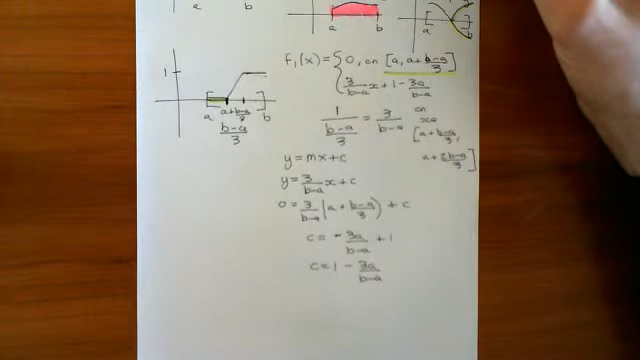 a b
a b
a b
1
[ a a+b-a/3 b ]
b-a/3
f₁(x) = { 0, on [a, a+b-a/3]
3/b-a x + 1 - 3a/b-a
on
x∈
[a+b-a/3,
a+2b-a/3]
1/(b-a/3) = 3/b-a
y=mx+c
y=3/b-a x+c
0=3/b-a (a+b-a/3) + c
c= -3a/b-a + 1
c=1-3a/b-a